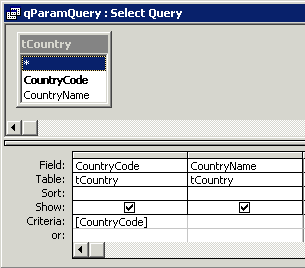 qParamQuery : Select Query
tCountry
*
CountryCode
CountryName
Field: CountryCode CountryName
Table: tCountry tCountry
Sort:
Show:
Criteria: [CountryCode]
or: